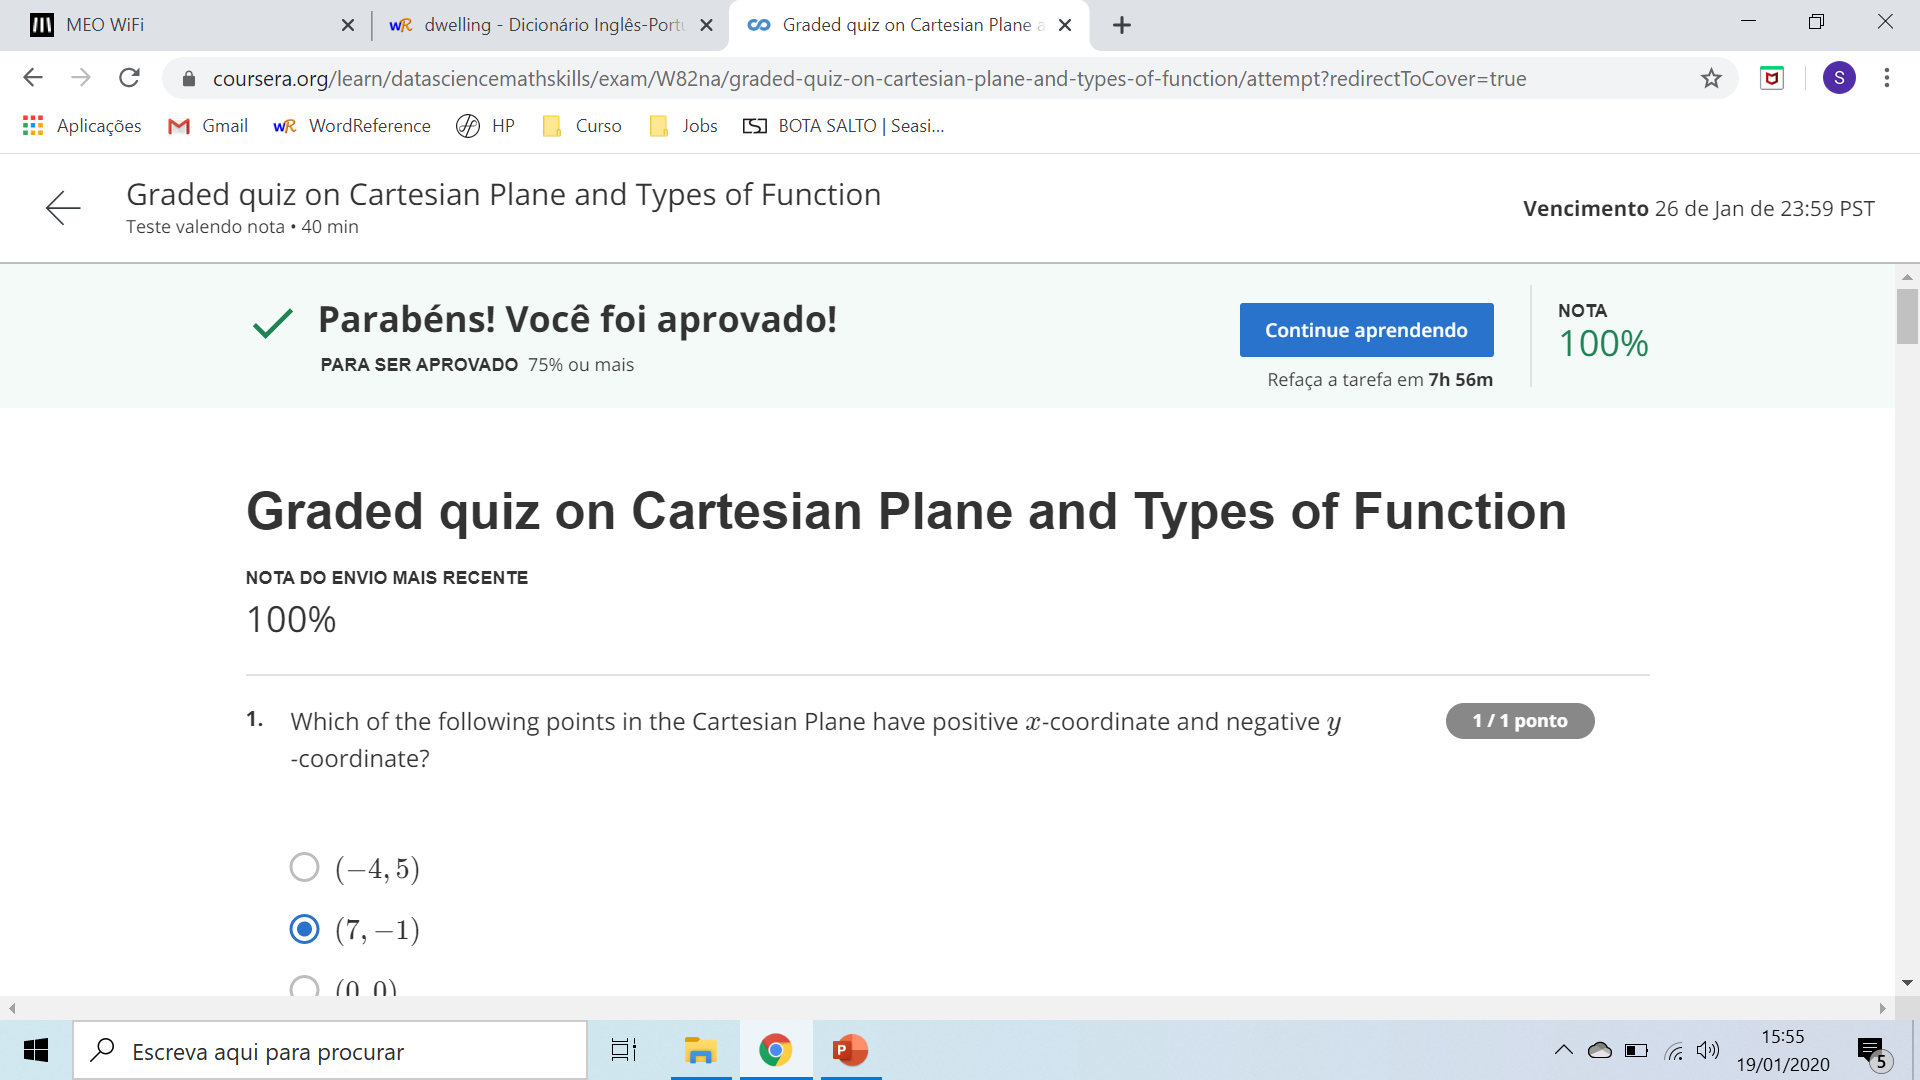 MEO WiFi
dwelling - Dicionário Inglês-Portu
Graded quiz on Cartesian Plane a
coursera.org/learn/datasciencemathskills/exam/W82na/graded-quiz-on-cartesian-plane-and-types-of-function/attempt?redirectToCover=true
S
Aplicações Gmail WordReference HP Curso Jobs BOTA SALTO | Seasi...
Graded quiz on Cartesian Plane and Types of Function
Teste valendo nota • 40 min
Vencimento 26 de Jan de 23:59 PST
Parabéns! Você foi aprovado!
PARA SER APROVADO 75% ou mais
Continue aprendendo
Refaça a tarefa em 7h 56m
NOTA
100%
Graded quiz on Cartesian Plane and Types of Function
NOTA DO ENVIO MAIS RECENTE
100%
1. Which of the following points in the Cartesian Plane have positive x-coordinate and negative y
-coordinate?
1 / 1 ponto
(−4, 5)
(7, −1)
(0, 0)
Escreva aqui para procurar
15:55
19/01/2020
5